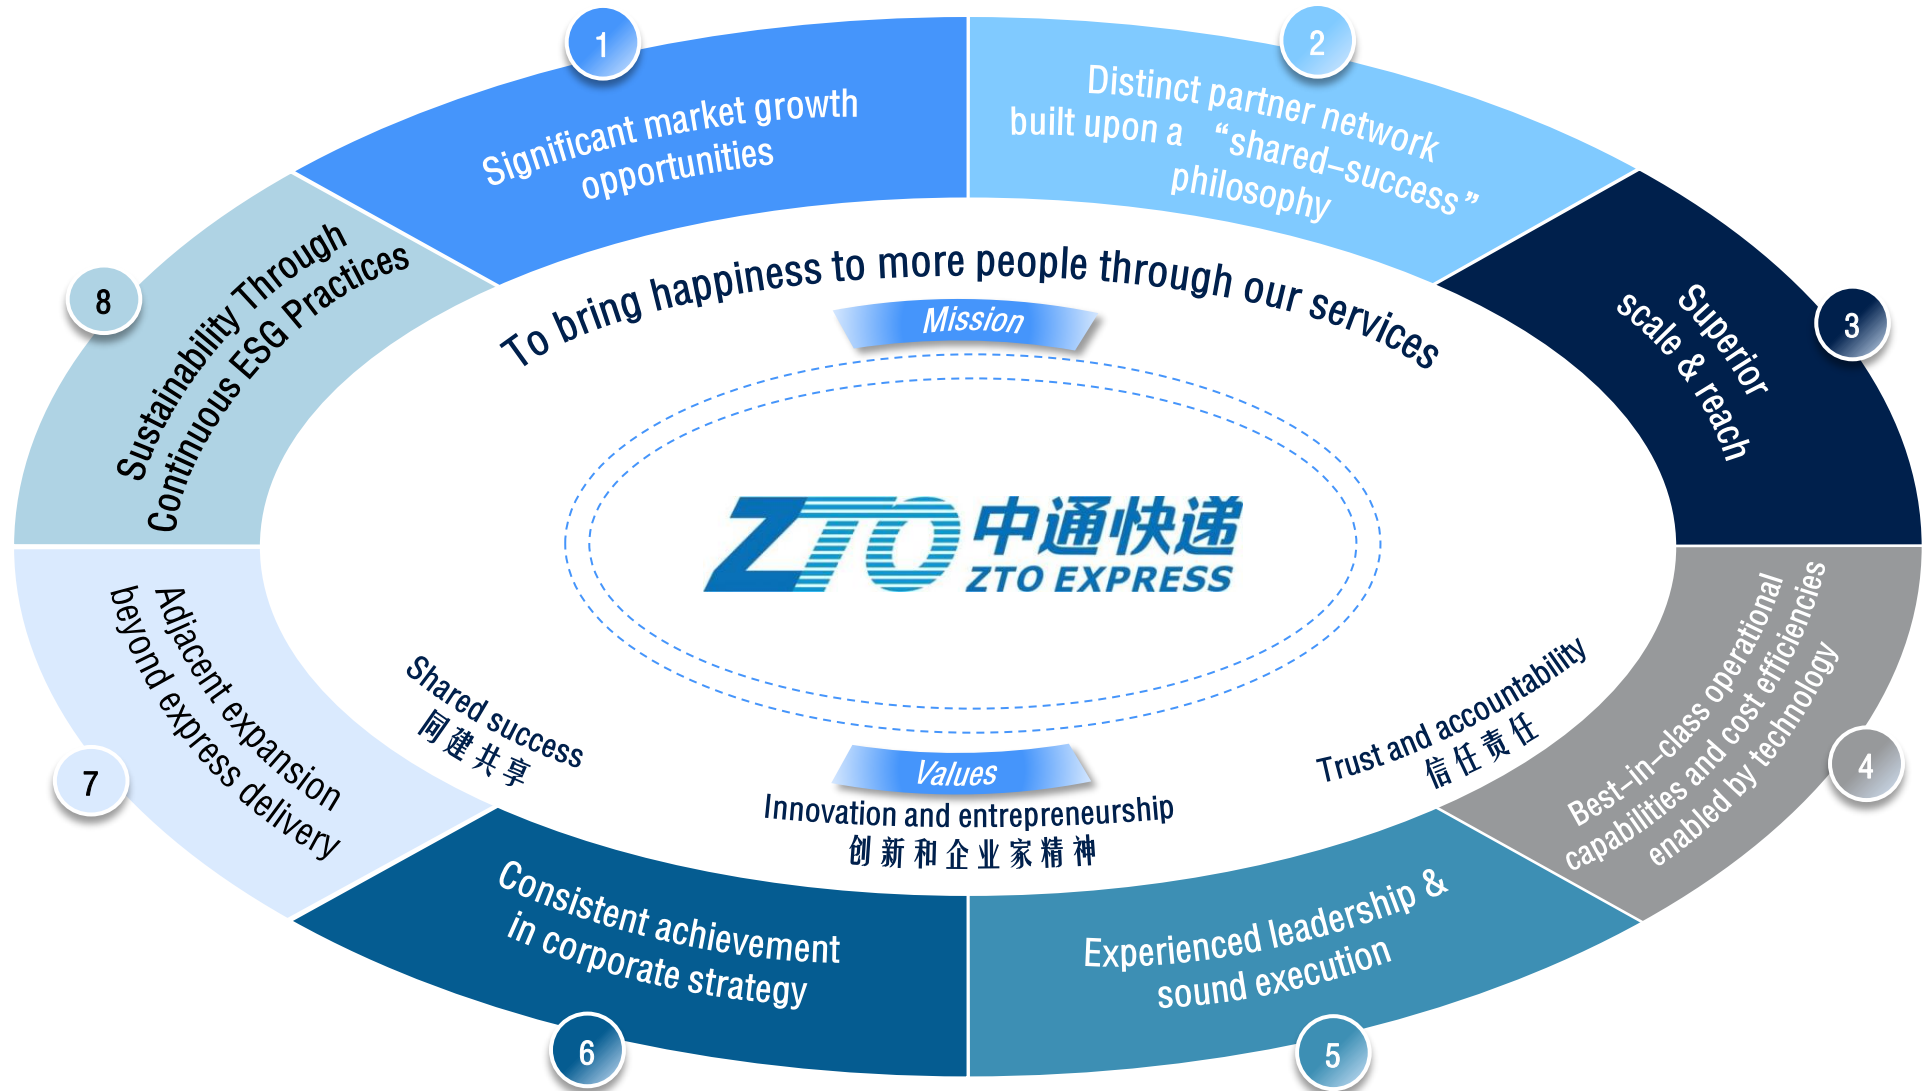 1
Significant market growth
opportunities
2
Distinct partner network
built upon a “shared–success”
philosophy
3
Superior
scale & reach
4
Best–in–class operational
capabilities and cost efficiencies
enabled by technology
5
Experienced leadership &
sound execution
6
Consistent achievement
in corporate strategy
7
Adjacent expansion
beyond express delivery
8
Sustainability Through
Continuous ESG Practices
To bring happiness to more people through our services
Mission
ZTO 中通快递
ZTO EXPRESS
Values
Shared success
同建共享
Innovation and entrepreneurship
创新和企业家精神
Trust and accountability
信任责任